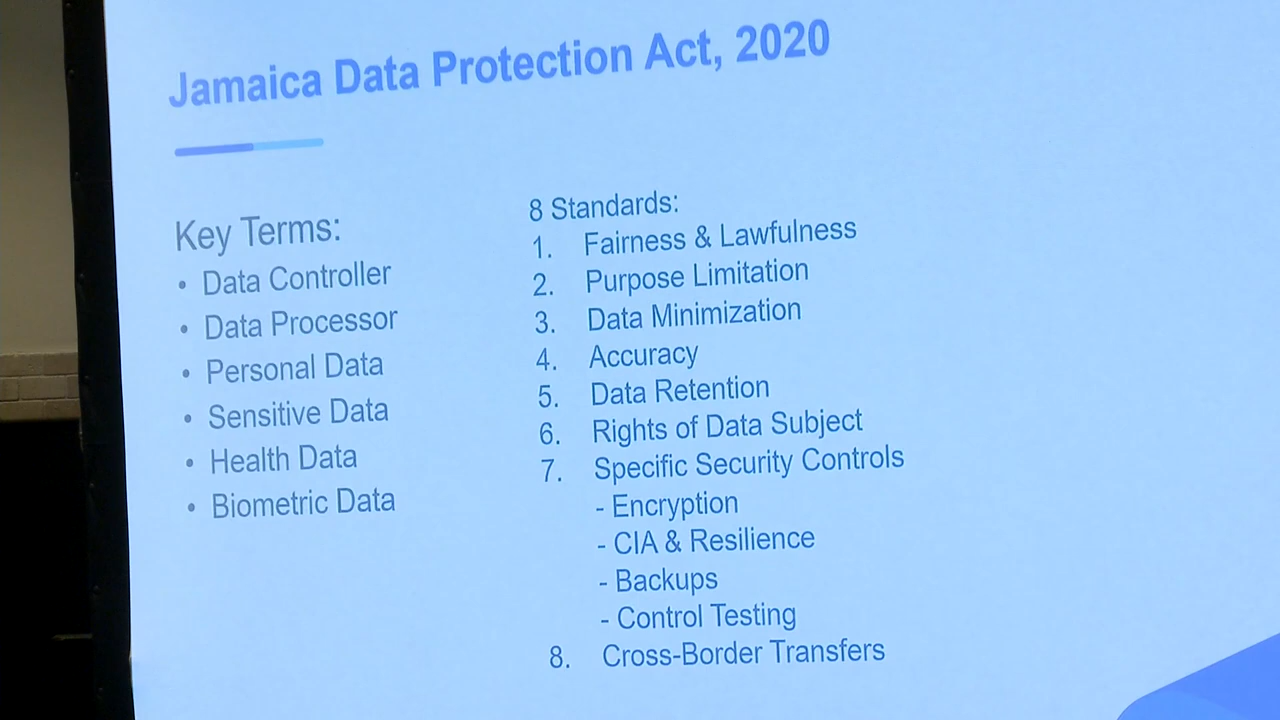 Jamaica Data Protection Act, 2020
Key Terms:
• Data Controller
• Data Processor
• Personal Data
• Sensitive Data
• Health Data
• Biometric Data
8 Standards:
1. Fairness & Lawfulness
2. Purpose Limitation
3. Data Minimization
4. Accuracy
5. Data Retention
6. Rights of Data Subject
7. Specific Security Controls
- Encryption
- CIA & Resilience
- Backups
- Control Testing
8. Cross-Border Transfers